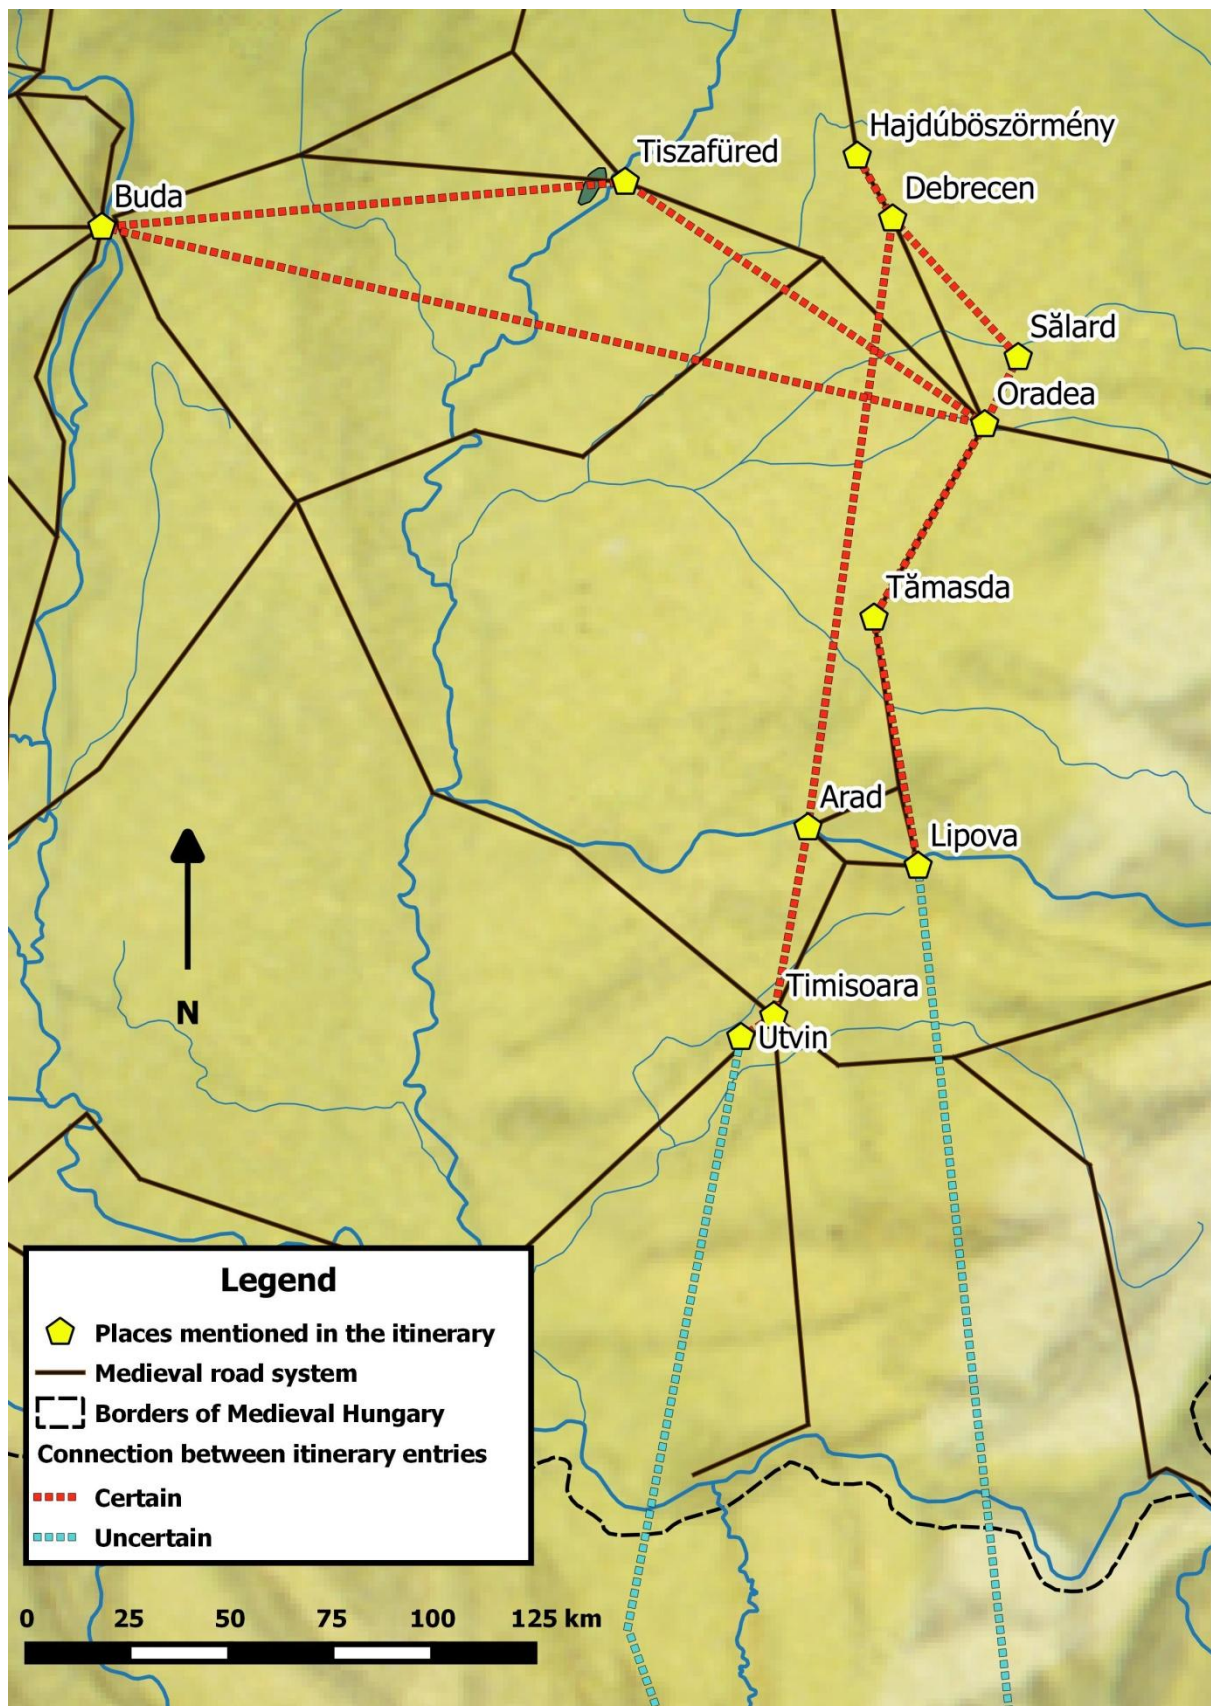 Hajdúböszörmény
Tiszafüred
Debrecen
Buda
Sălard
Oradea
Tămasda
Arad
Lipova
N
Timisoara
Utvin
Legend
Places mentioned in the itinerary
Medieval road system
Borders of Medieval Hungary
Connection between itinerary entries
Certain
Uncertain
0 25 50 75 100 125 km